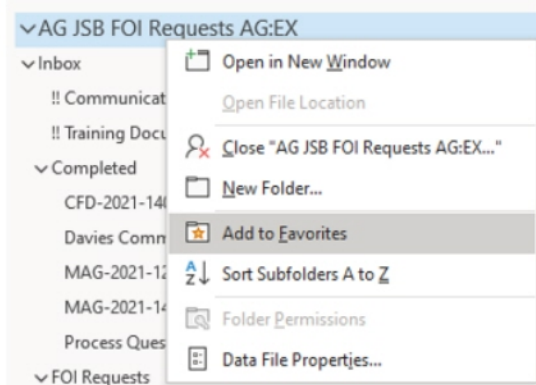 AG JSB FOI Requests AG:EX
Inbox
!! Communicat
!! Training Docu
Completed
CFD-2021-140
Davies Comm
MAG-2021-12
MAG-2021-14
Process Ques
FOI Requests
Open in New Window
Open File Location
Close "AG JSB FOI Requests AG:EX..."
New Folder...
Add to Favorites
Sort Subfolders A to Z
Folder Permissions
Data File Properties...